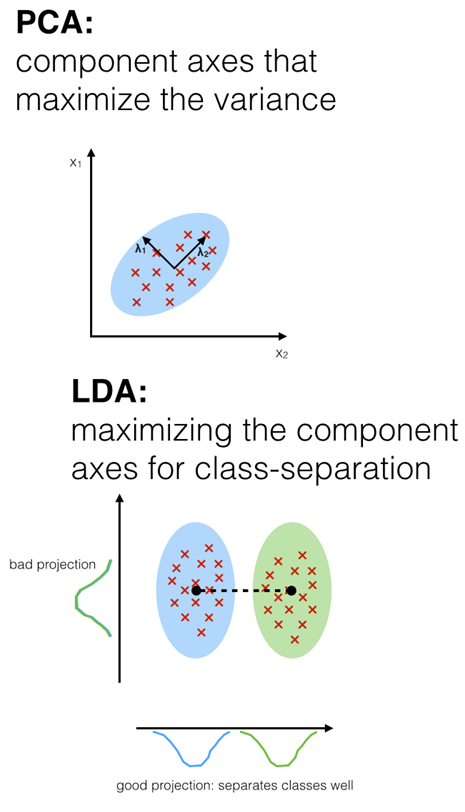 PCA:
component axes that
maximize the variance
x1
λ1
λ2
x2
LDA:
maximizing the component
axes for class-separation
bad projection
good projection: separates classes well